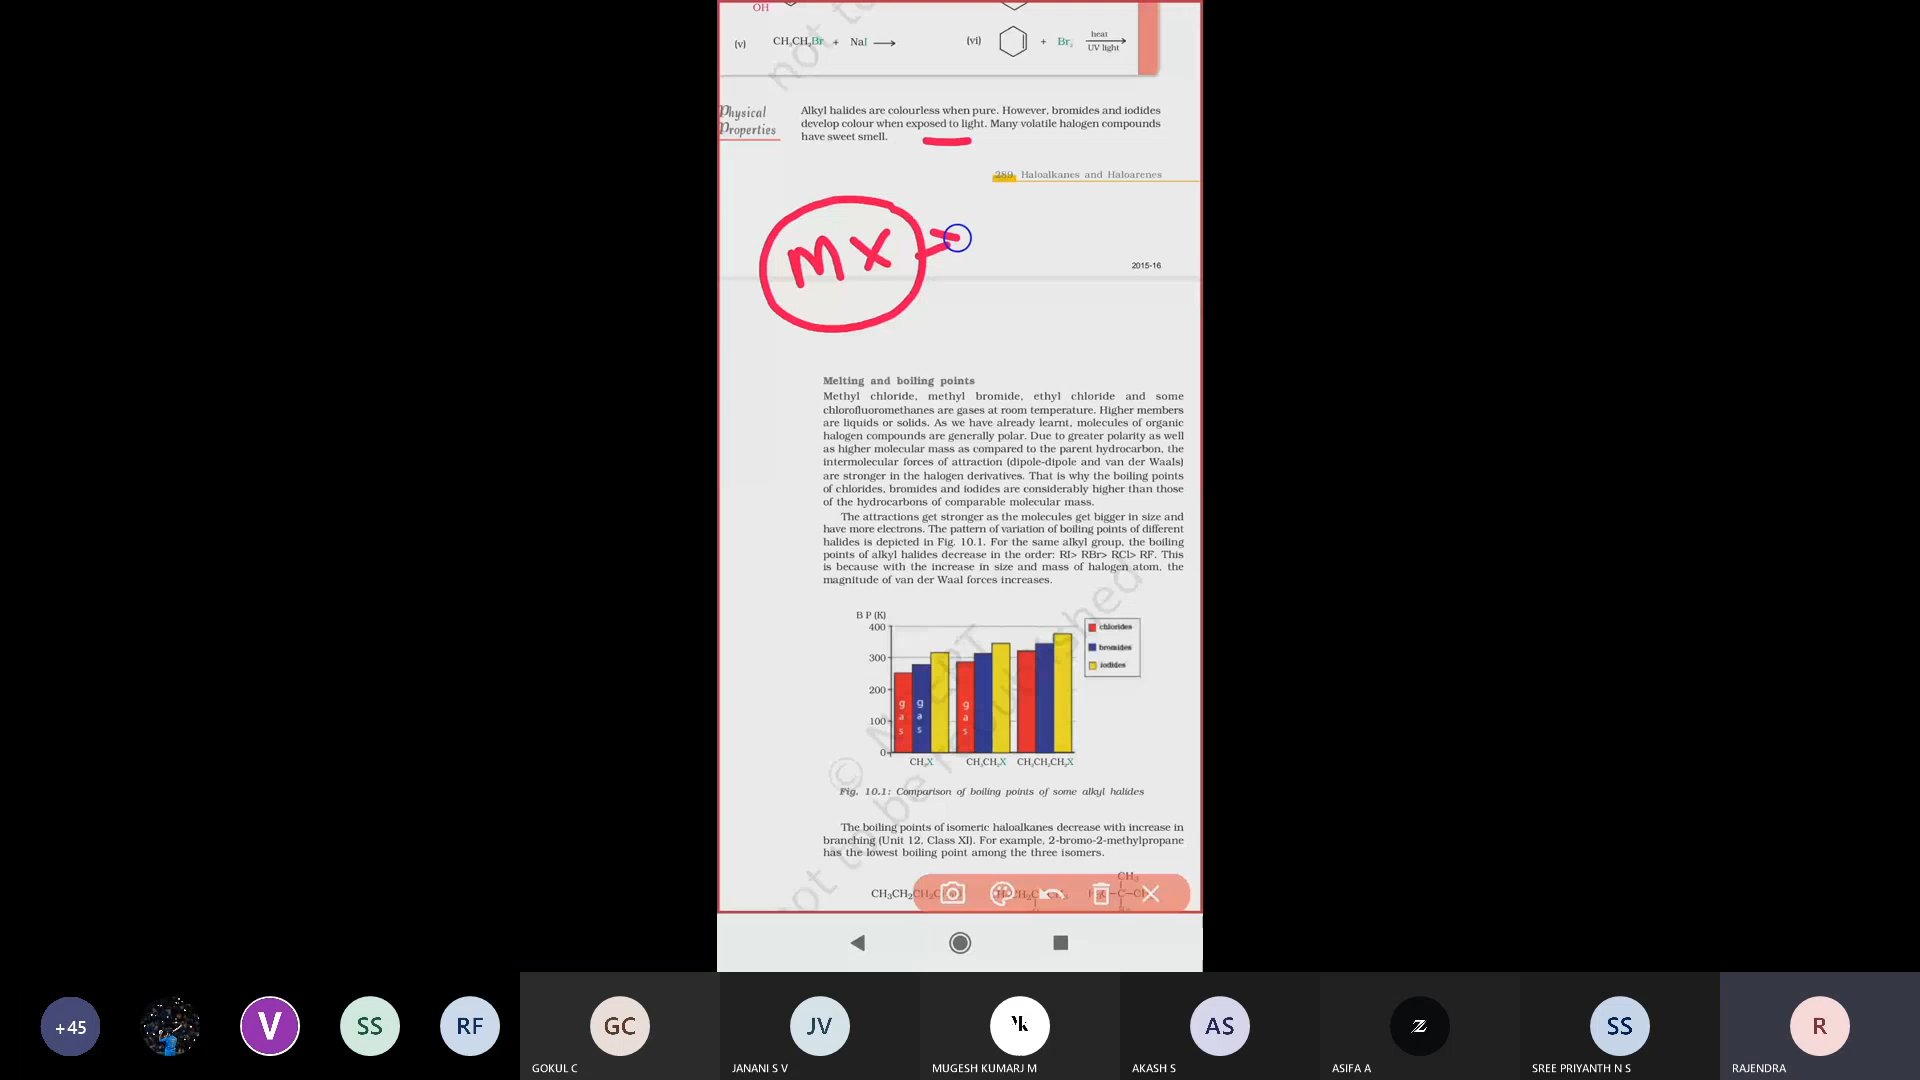 OH
(v) CH3CH2Br + NaI
(vi) + Br2 heat
UV light
Physical
Properties
Alkyl halides are colourless when pure. However, bromides and iodides
develop colour when exposed to light. Many volatile halogen compounds
have sweet smell.
289 Haloalkanes and Haloarenes
MX
2015-16
Melting and boiling points
Methyl chloride, methyl bromide, ethyl chloride and some
chlorofluoromethanes are gases at room temperature. Higher members
are liquids or solids. As we have already learnt, molecules of organic
halogen compounds are generally polar. Due to greater polarity as well
as higher molecular mass as compared to the parent hydrocarbon, the
intermolecular forces of attraction (dipole-dipole and van der Waals)
are stronger in the halogen derivatives. That is why the boiling points
of chlorides, bromides and iodides are considerably higher than those
of the hydrocarbons of comparable molecular mass.
The attractions get stronger as the molecules get bigger in size and
have more electrons. The pattern of variation of boiling points of different
halides is depicted in Fig. 10.1. For the same alkyl group, the boiling
points of alkyl halides decrease in the order: RI> RBr> RCl> RF. This
is because with the increase in size and mass of halogen atom, the
magnitude of van der Waal forces increases.
B P (K)
400
300
200
100
0
chlorides
bromides
iodides
gas
gas
gas
CH3X CH3CH2X CH3CH2CH2X
Fig. 10.1: Comparison of boiling points of some alkyl halides
The boiling points of isomeric haloalkanes decrease with increase in
branching (Unit 12, Class XI). For example, 2-bromo-2-methylpropane
has the lowest boiling point among the three isomers.
CH3
CH3CH2
© NCERT
not to be republished
not to
+45
V
SS
RF
GC
JV
AS
Z
SS
R
GOKUL C
JANANI S V
MUGESH KUMARJ M
AKASH S
ASIFA A
SREE PRIYANTH N S
RAJENDRA